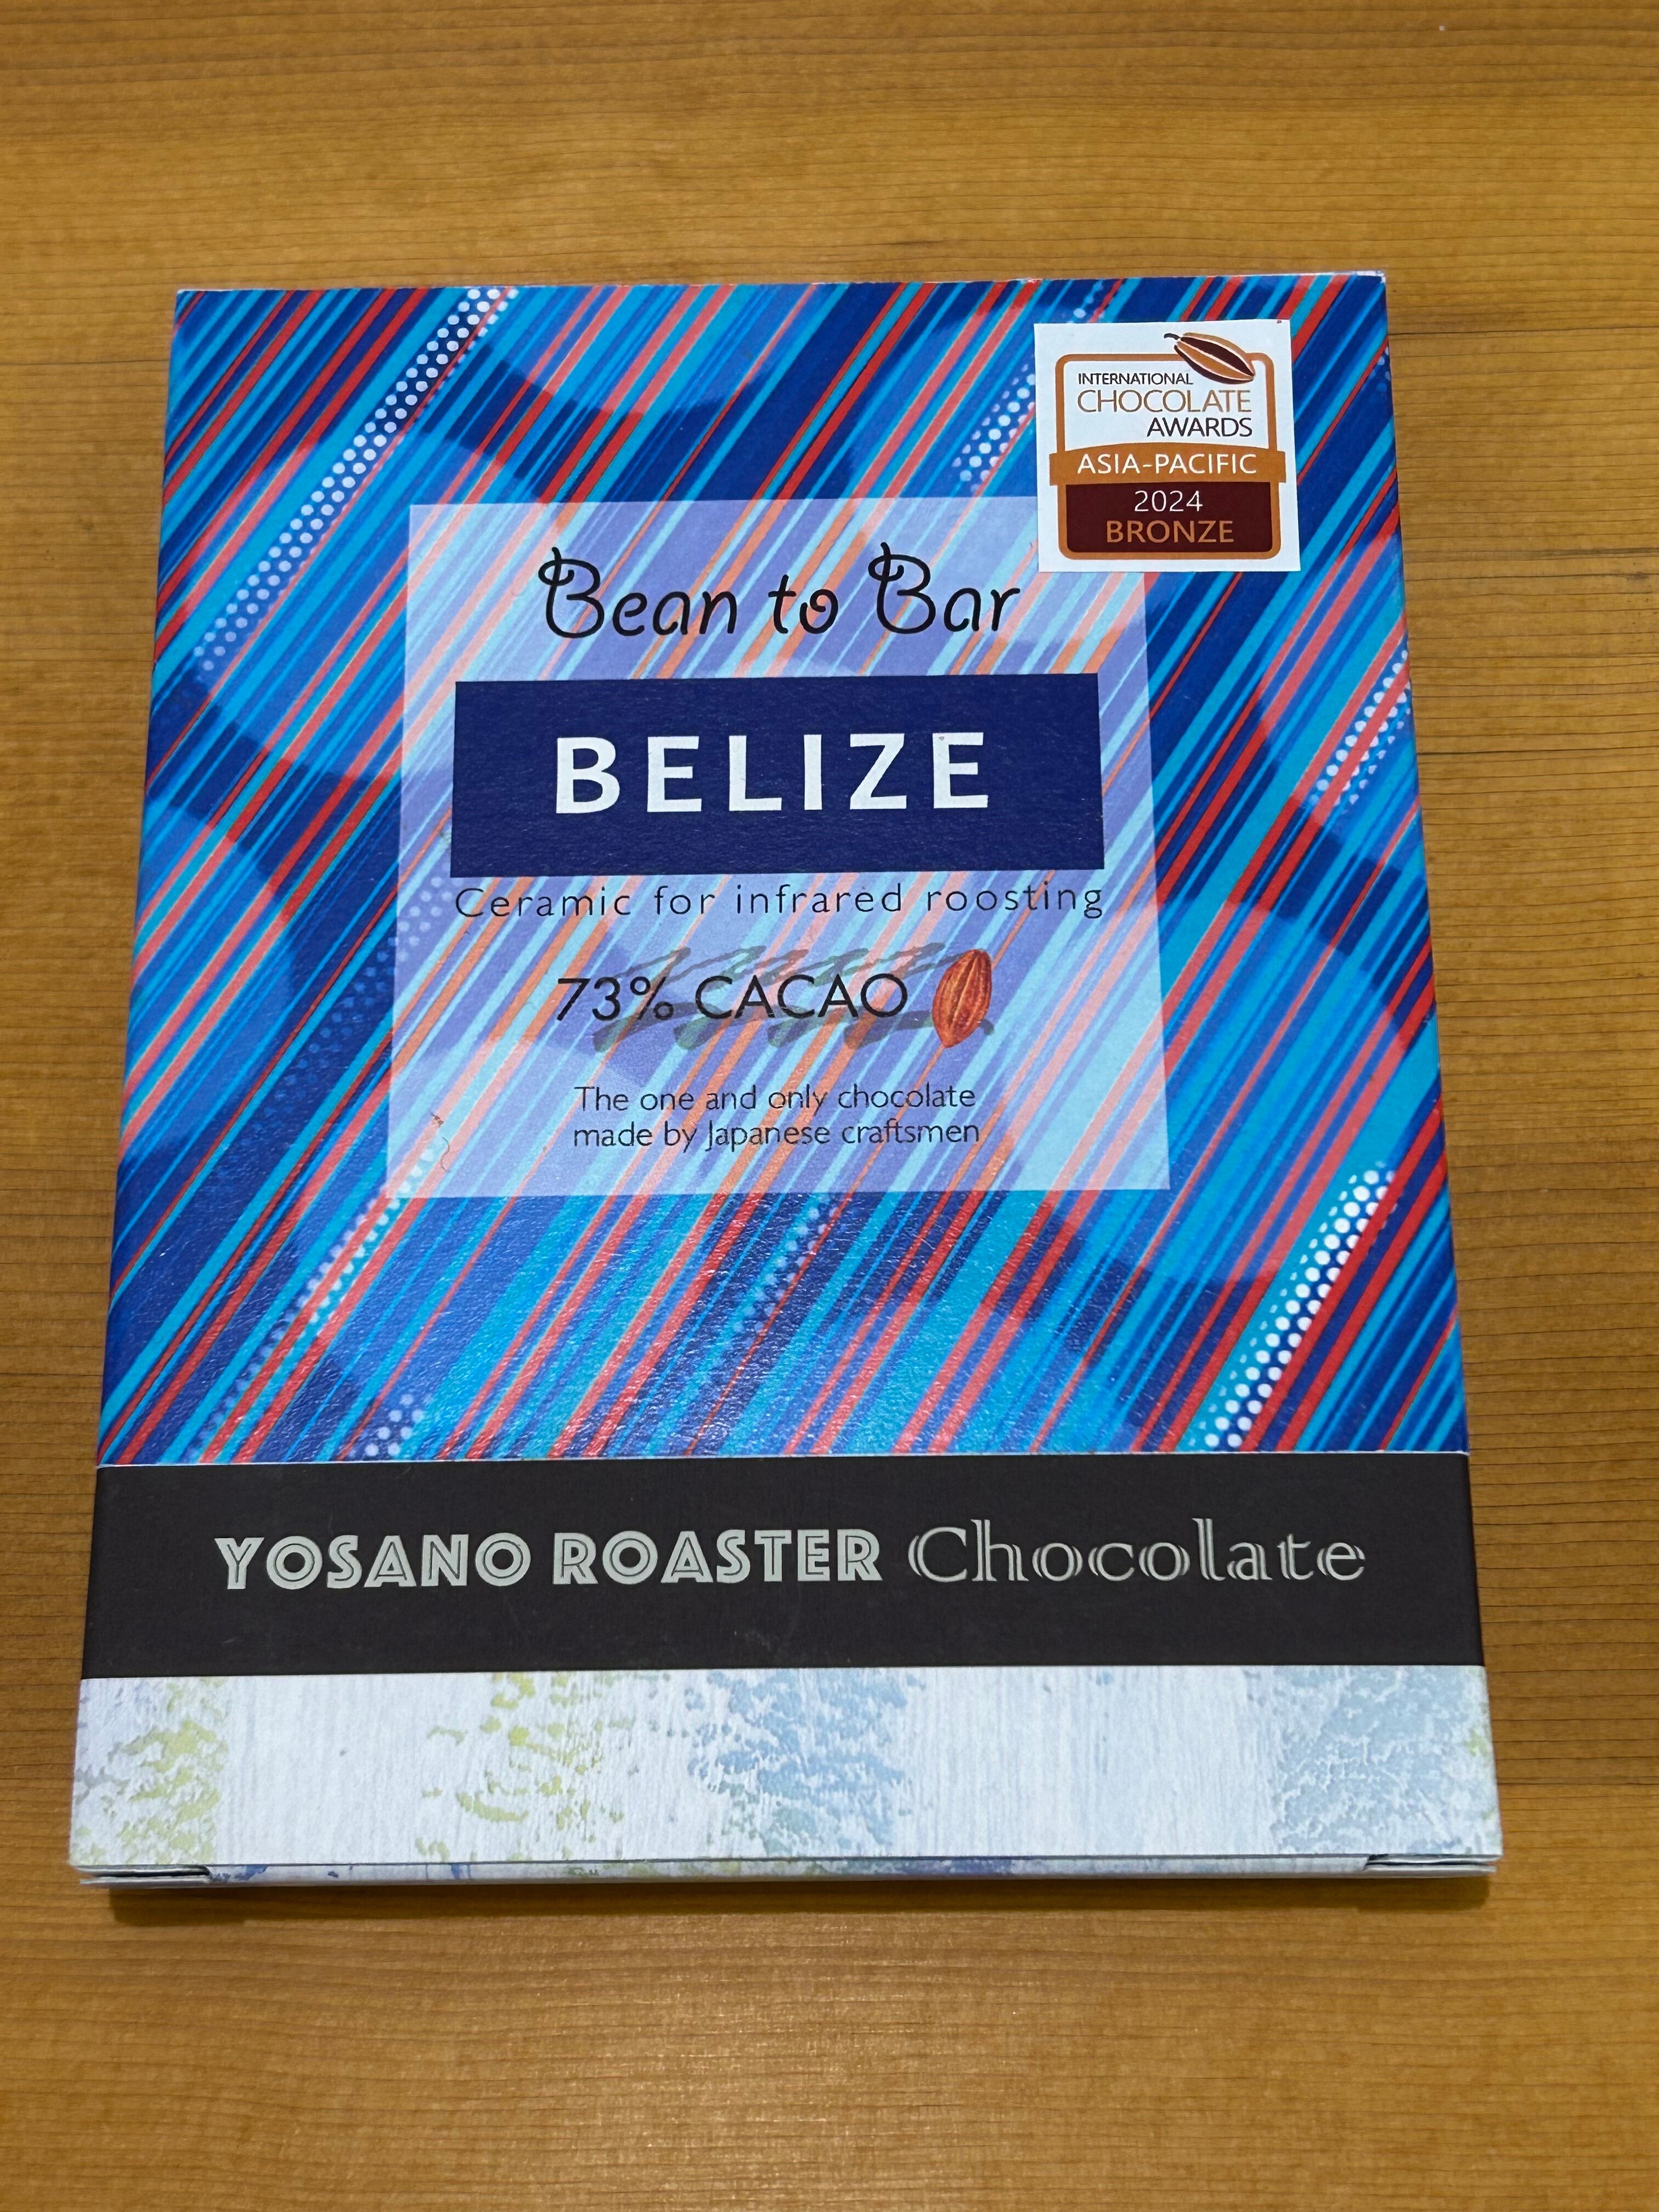 INTERNATIONAL
CHOCOLATE
AWARDS
ASIA-PACIFIC
2024
BRONZE
Bean to Bar
BELIZE
Ceramic for infrared roosting
73% CACAO
The one and only chocolate
made by Japanese craftsmen
YOSANO ROASTER Chocolate